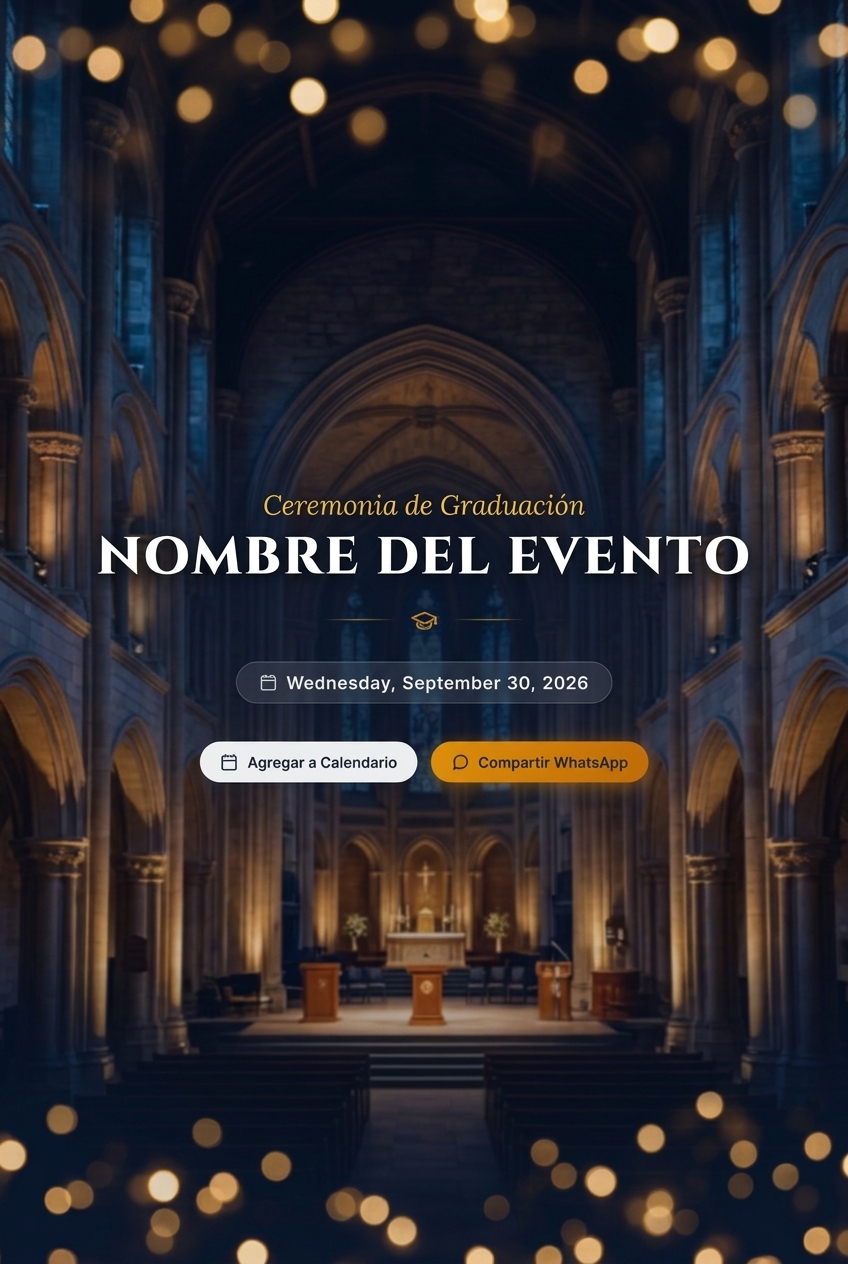 Ceremonia de Graduación
NOMBRE DEL EVENTO
Wednesday, September 30, 2026
Agregar a Calendario
Compartir WhatsApp